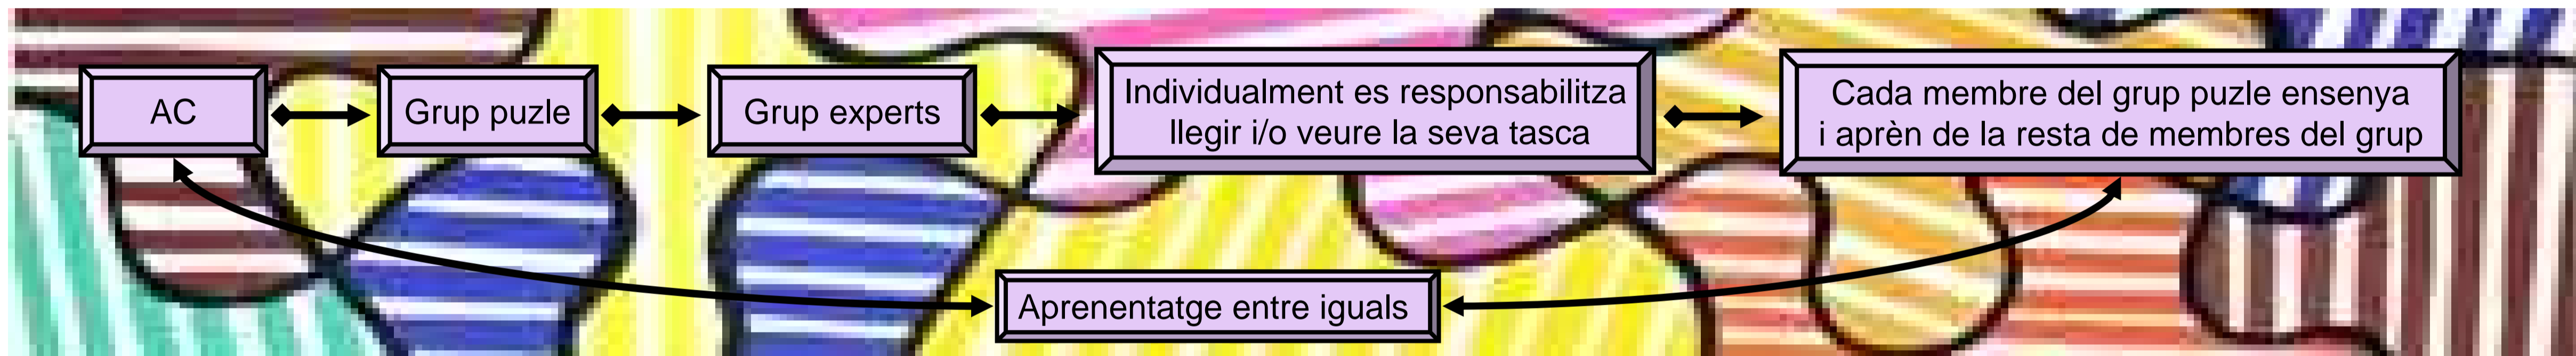 AC
Grup puzle
Grup experts
Individualment es responsabilitza
llegir i/o veure la seva tasca
Cada membre del grup puzle ensenya
i aprèn de la resta de membres del grup
Aprenentatge entre iguals